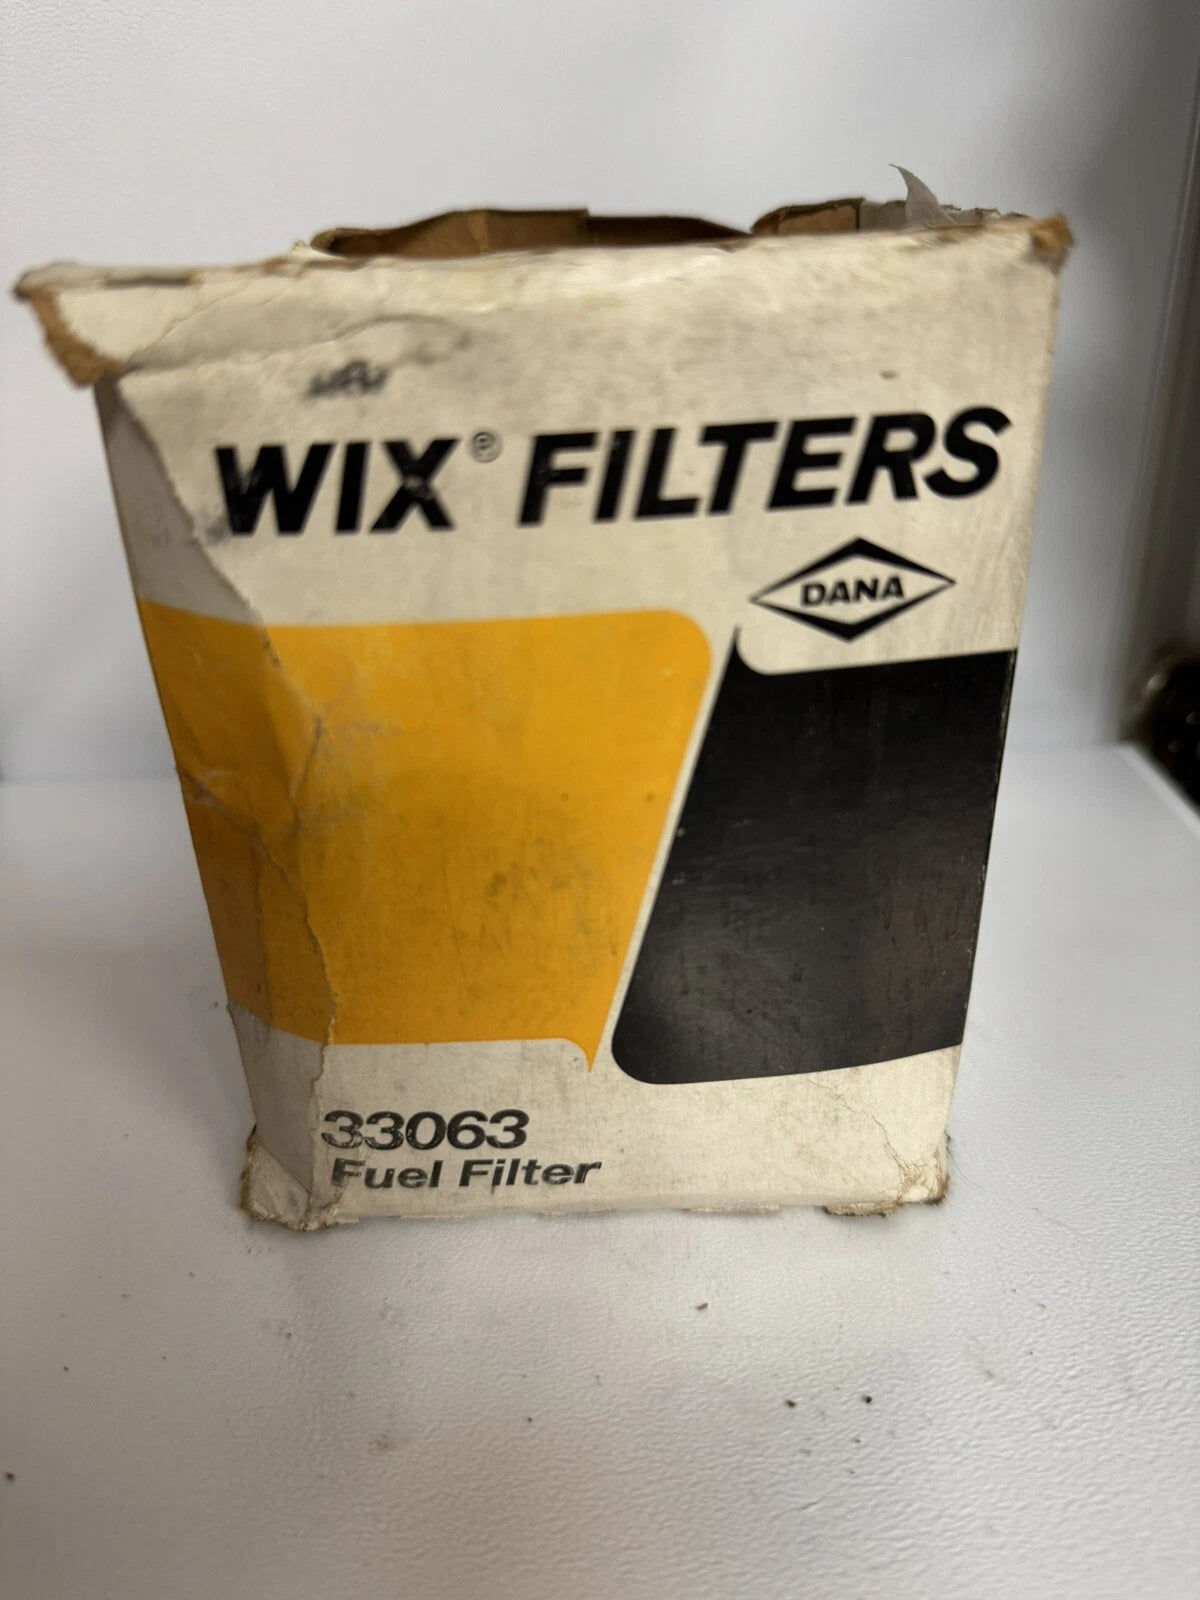 WIX® FILTERS
DANA
33063
Fuel Filter